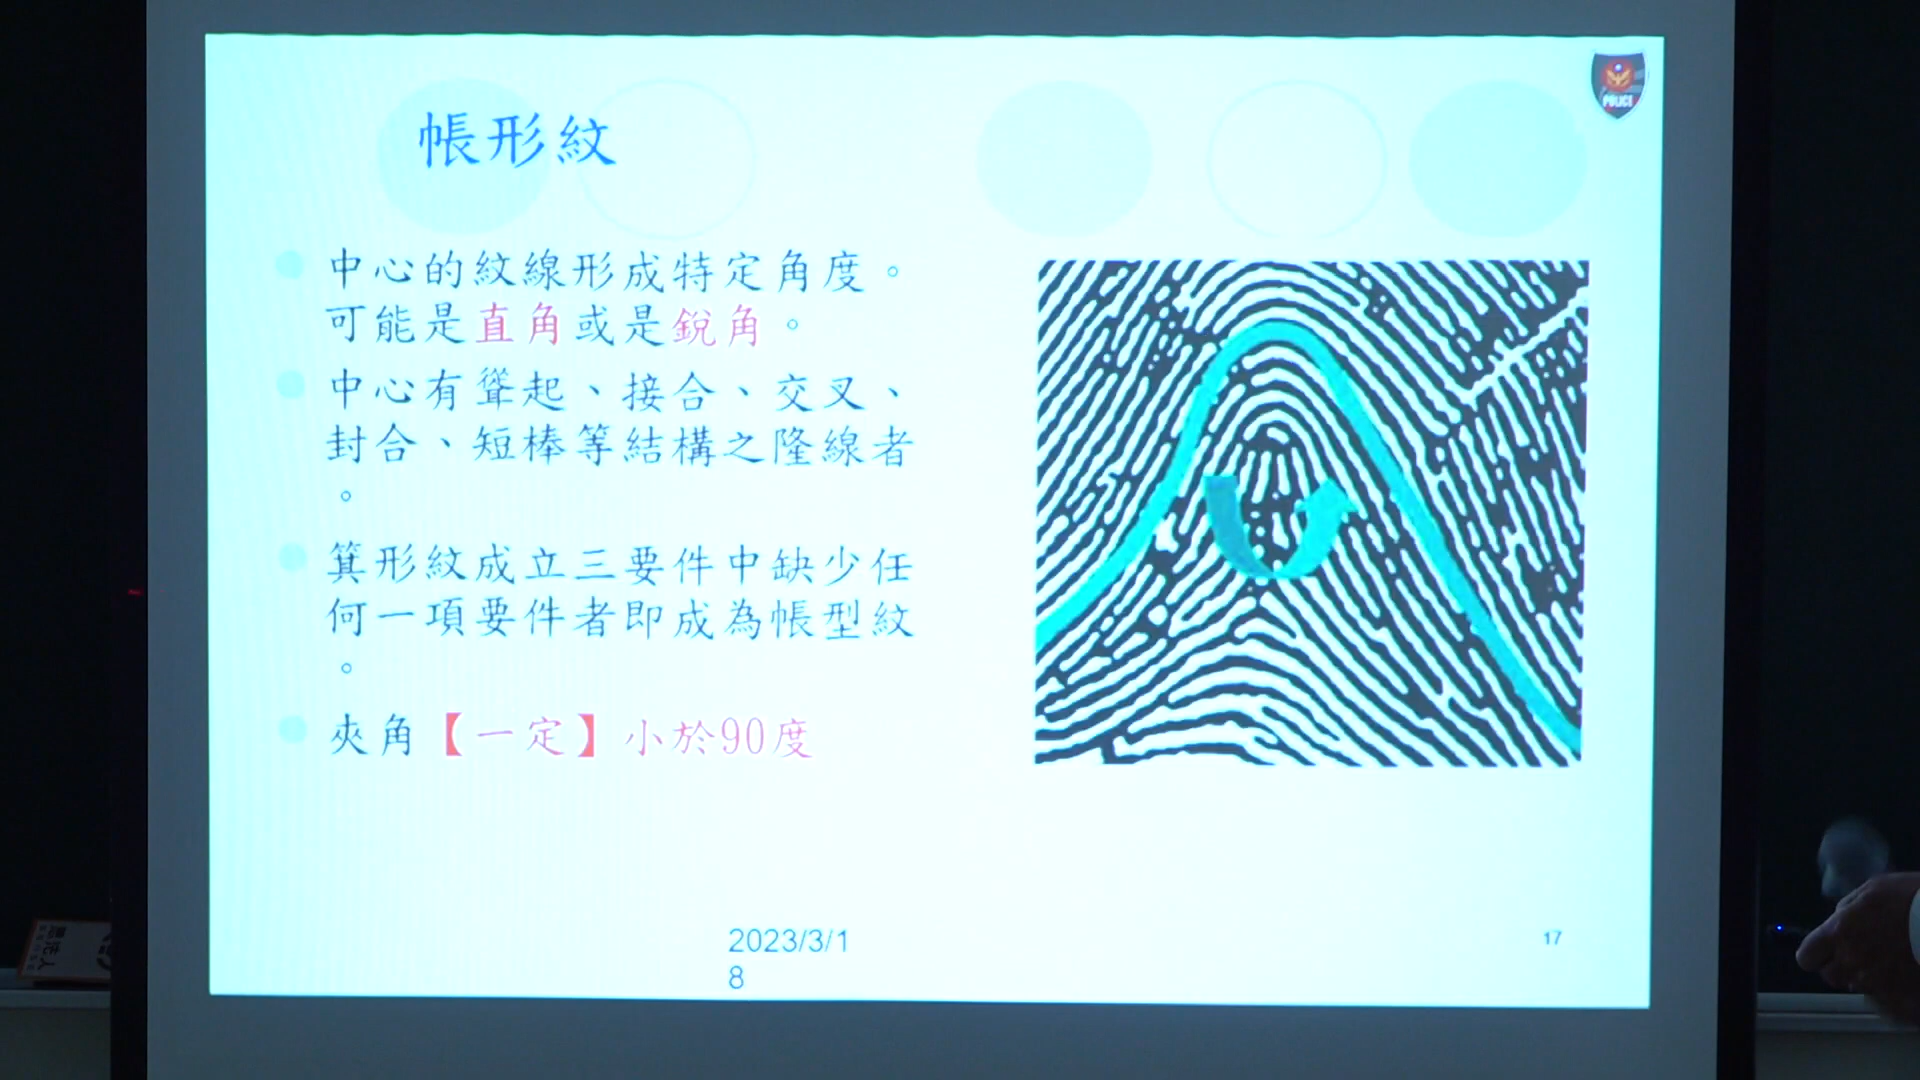 POLICE
帳形紋
中心的紋線形成特定角度。
可能是直角或是銳角。
中心有聳起、接合、交叉、
封合、短棒等結構之隆線者
。
箕形紋成立三要件中缺少任
何一項要件者即成為帳型紋
。
夾角【一定】小於90度
2023/3/1
8
17